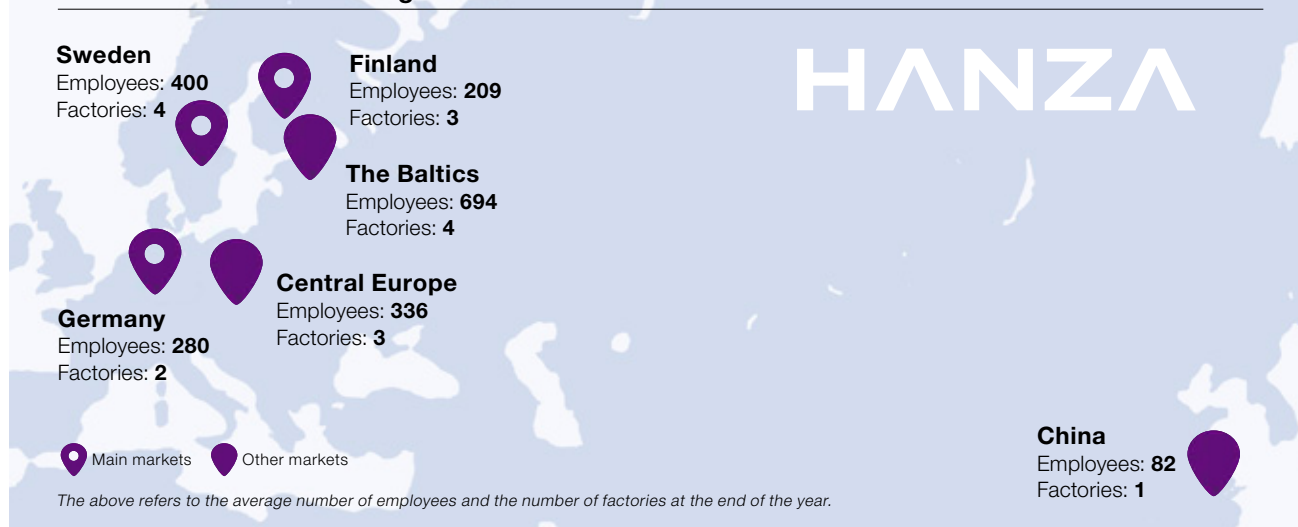 HANZA
Sweden
Employees: 400
Factories: 4
Finland
Employees: 209
Factories: 3
The Baltics
Employees: 694
Factories: 4
Central Europe
Employees: 336
Factories: 3
Germany
Employees: 280
Factories: 2
China
Employees: 82
Factories: 1
Main markets
Other markets
The above refers to the average number of employees and the number of factories at the end of the year.